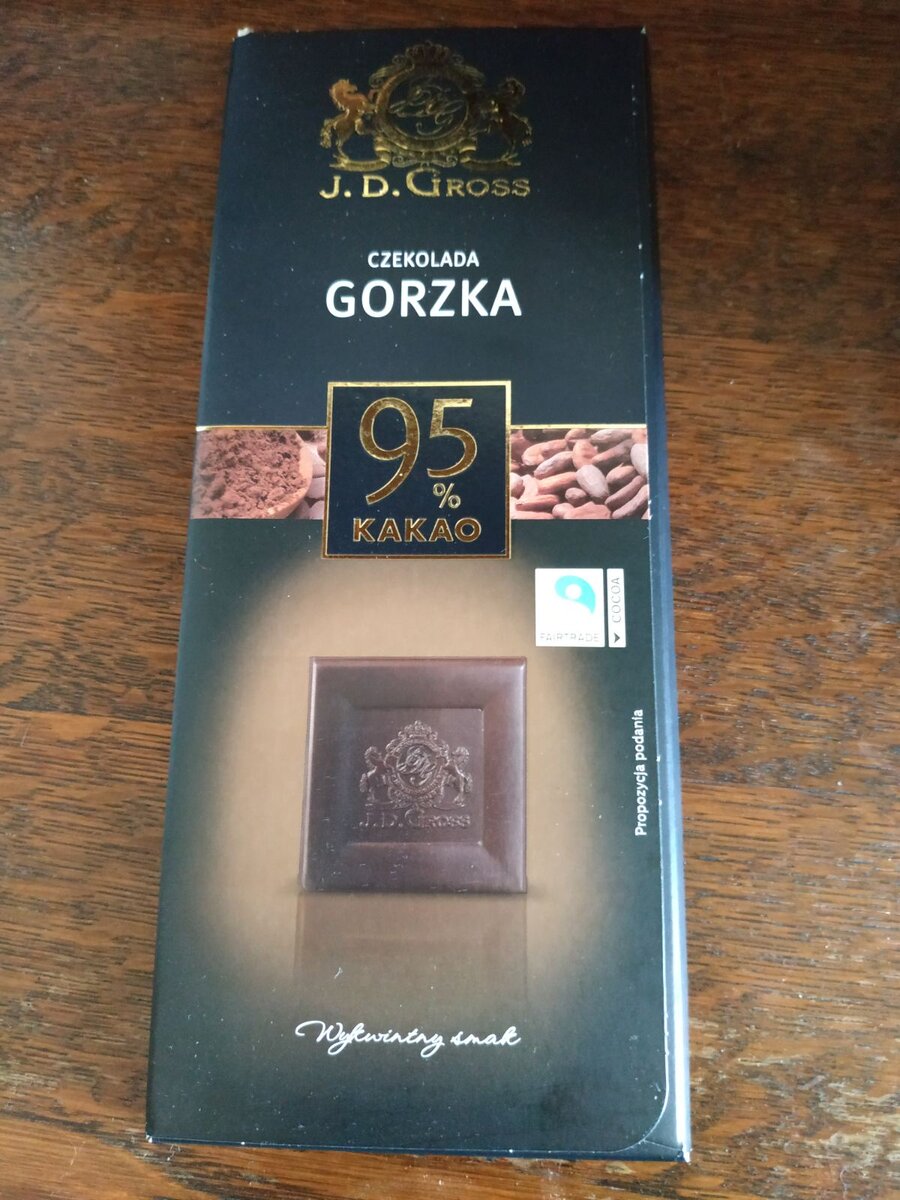 J. D. GROSS
CZEKOLADA
GORZKA
95
%
KAKAO
FAIRTRADE
COCOA
Propozycja podania
J.D. GROSS
Wykwintny smak